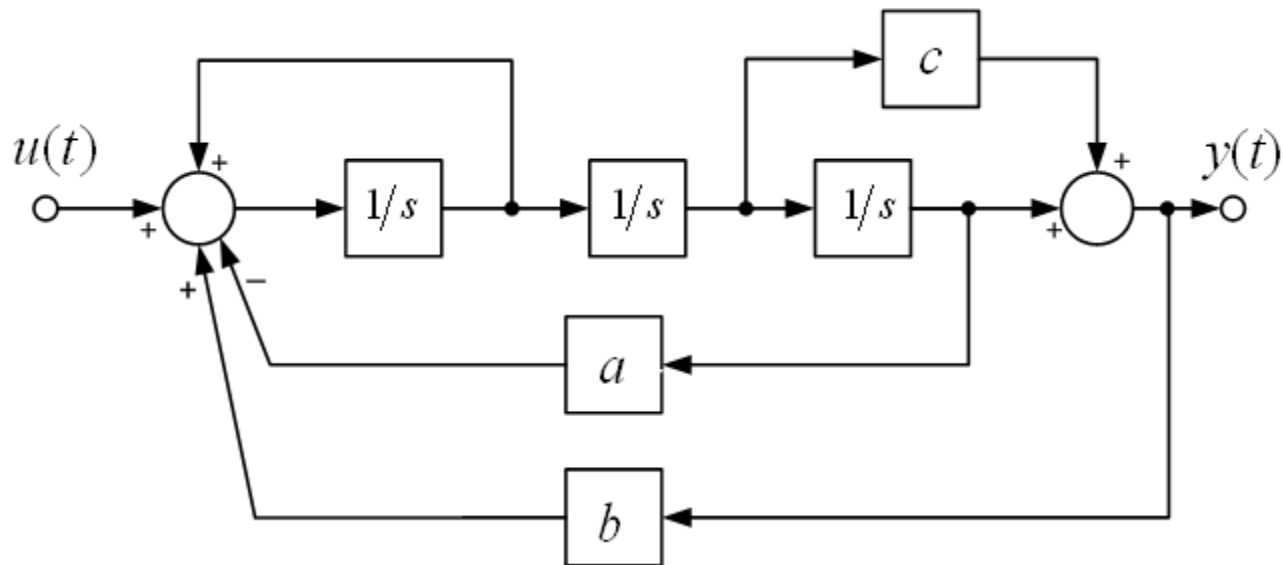 c
u(t)
y(t)
+
+
+
1/s
1/s
1/s
+
+
+
−
a
b